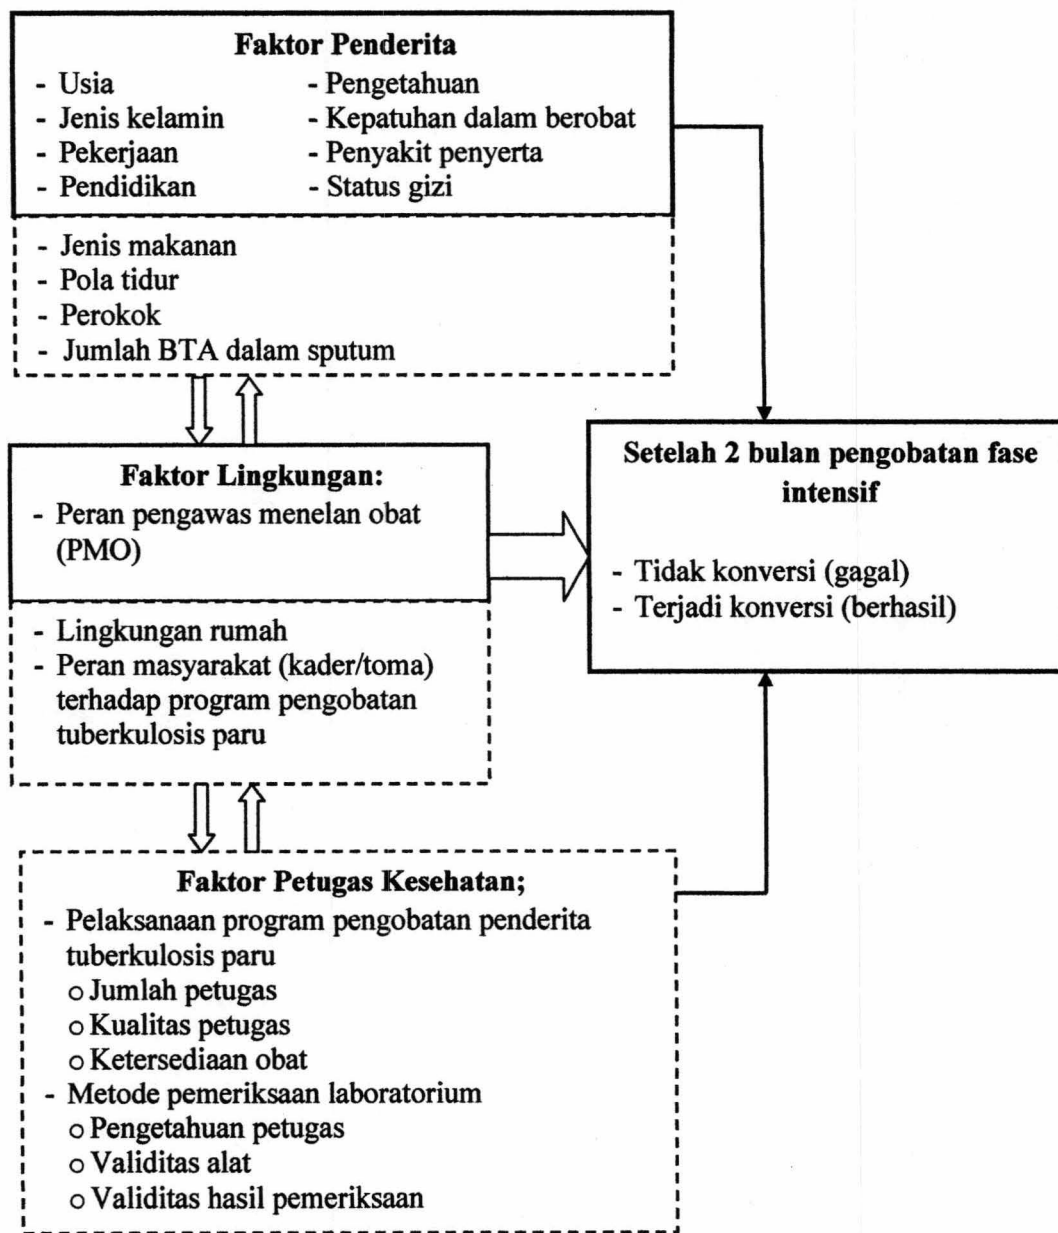 Faktor Penderita
- Usia
- Jenis kelamin
- Pekerjaan
- Pendidikan
- Pengetahuan
- Kepatuhan dalam berobat
- Penyakit penyerta
- Status gizi
- Jenis makanan
- Pola tidur
- Perokok
- Jumlah BTA dalam sputum
Faktor Lingkungan:
- Peran pengawas menelan obat
(PMO)
- Lingkungan rumah
- Peran masyarakat (kader/toma)
terhadap program pengobatan
tuberkulosis paru
Setelah 2 bulan pengobatan fase
intensif
- Tidak konversi (gagal)
- Terjadi konversi (berhasil)
Faktor Petugas Kesehatan;
- Pelaksanaan program pengobatan penderita
tuberkulosis paru
o Jumlah petugas
o Kualitas petugas
o Ketersediaan obat
- Metode pemeriksaan laboratorium
o Pengetahuan petugas
o Validitas alat
o Validitas hasil pemeriksaan